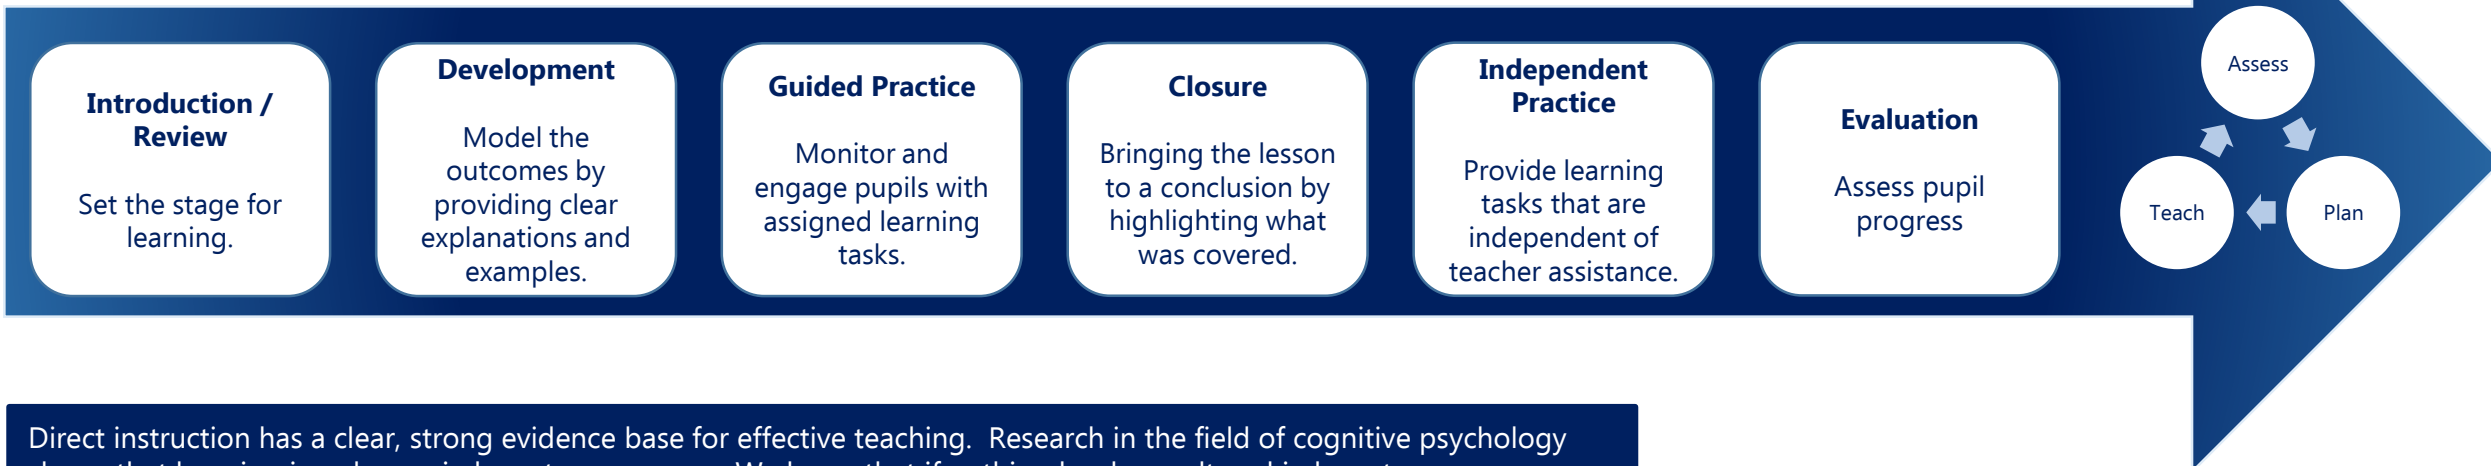 Introduction /
Review
Set the stage for
learning.
Development
Model the
outcomes by
providing clear
explanations and
examples.
Guided Practice
Monitor and
engage pupils with
assigned learning
tasks.
Closure
Bringing the lesson
to a conclusion by
highlighting what
was covered.
Independent
Practice
Provide learning
tasks that are
independent of
teacher assistance.
Evaluation
Assess pupil
progress
Assess
Plan
Teach
Direct instruction has a clear, strong evidence base for effective teaching. Research in the field of cognitive psychology